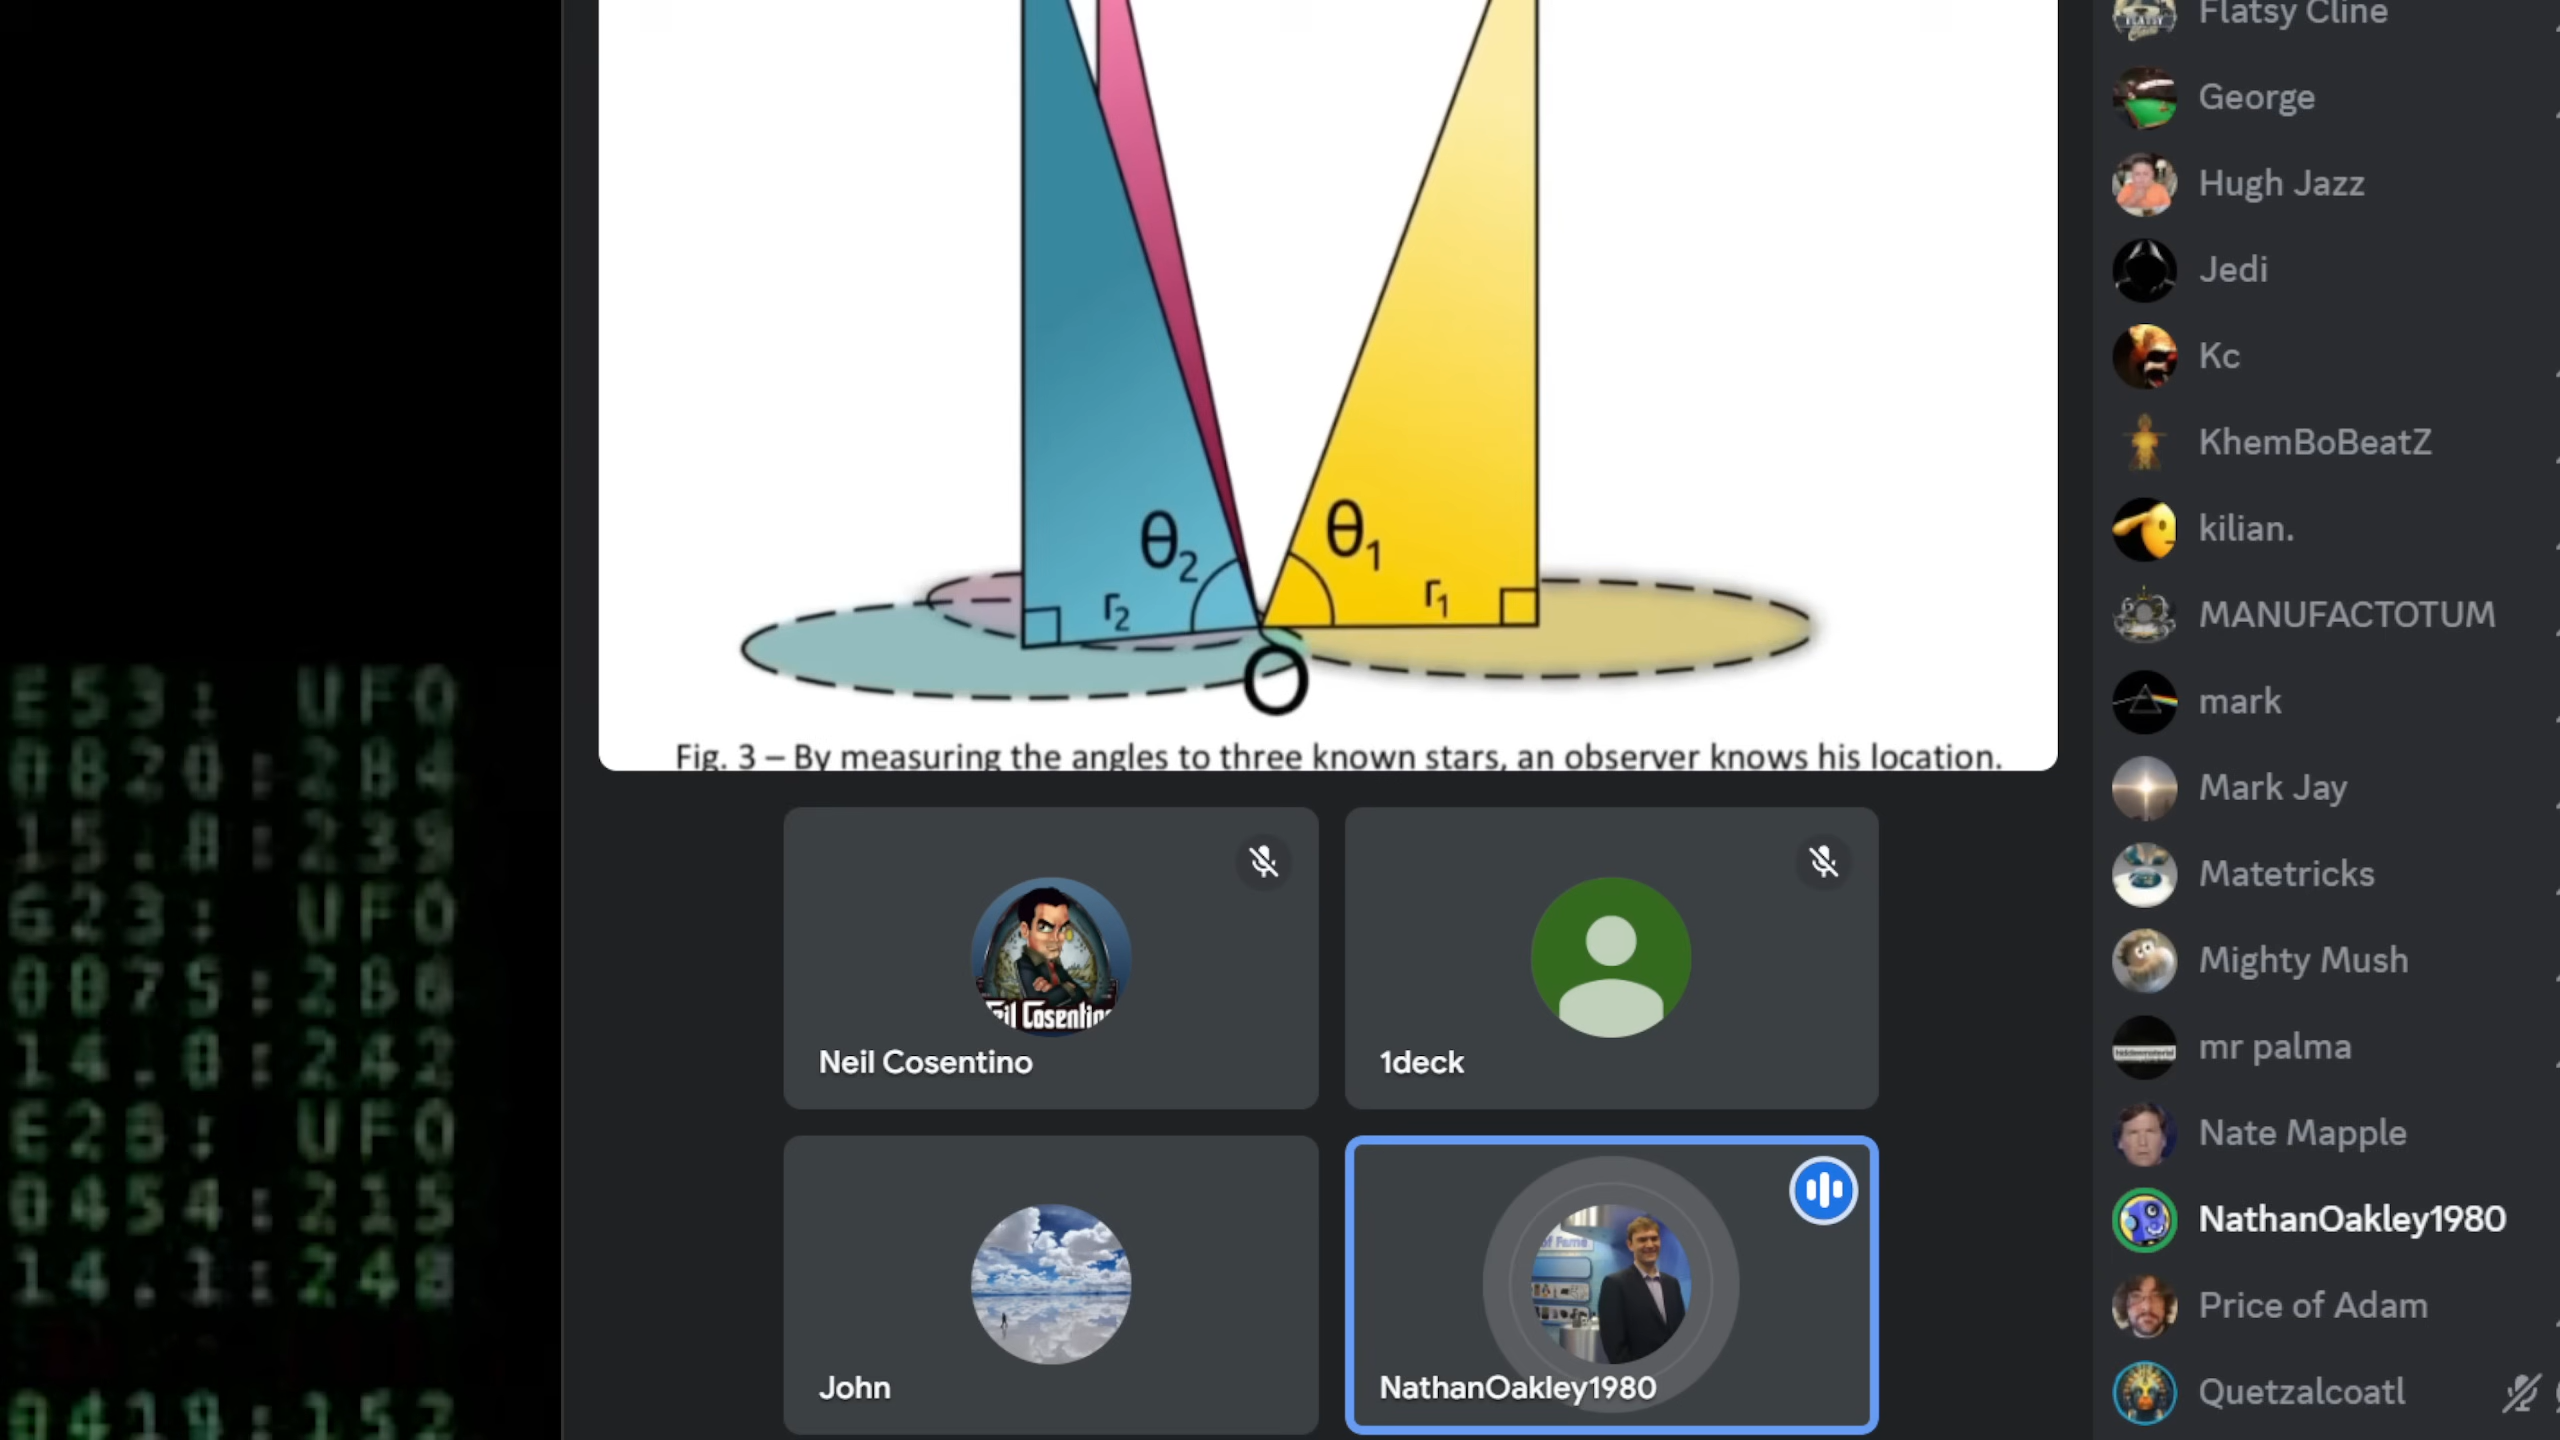 E53: UFO
0820:284
15.8:239
623: UFO
14.0:242
E28: UFO
0454:215
14.1:248
0419:152
θ2
r2
θ1
r1
O
Fig. 3 – By measuring the angles to three known stars, an observer knows his location.
Neil Cosentino
1deck
John
of Fame
NathanOakley1980
Flatsy Cline
George
Hugh Jazz
Jedi
Kc
KhemBoBeatZ
kilian.
MANUFACTOTUM
mark
Mark Jay
Matetricks
Mighty Mush
mr palma
Nate Mapple
NathanOakley1980
Price of Adam
Quetzalcoatl